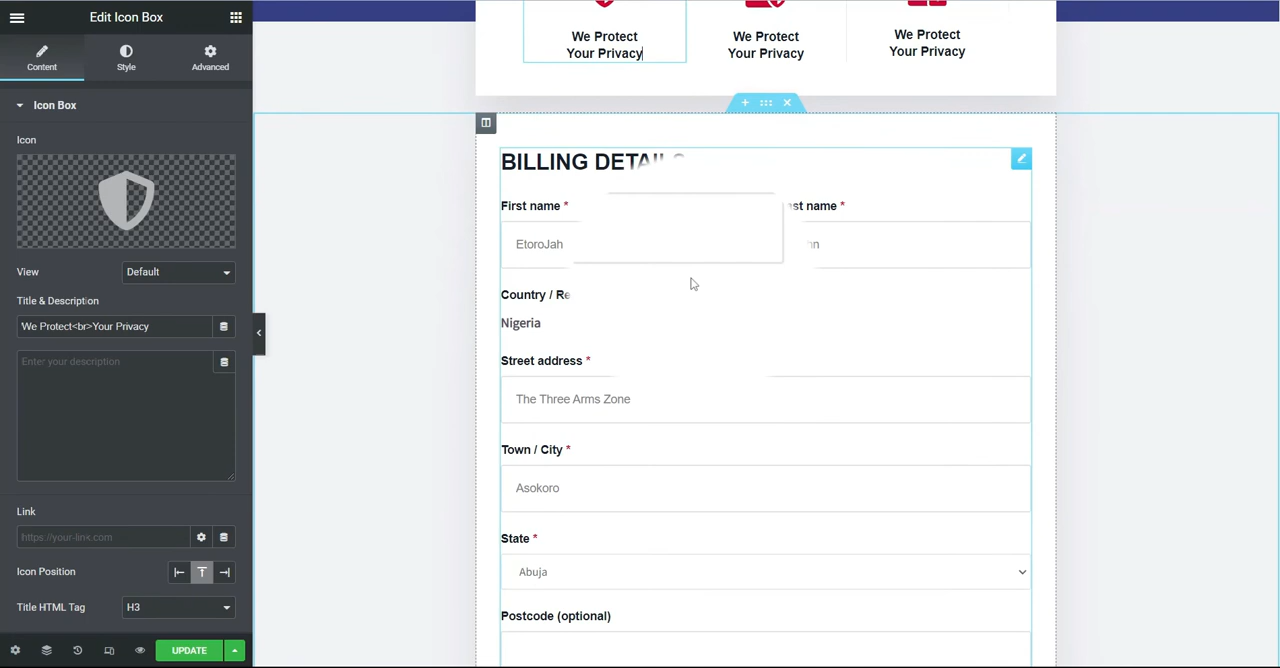 Edit Icon Box
Content
Style
Advanced
Icon Box
Icon
View
Default
Title & Description
We Protect<br>Your Privacy
Enter your description
Link
https://your-link.com
Icon Position
Title HTML Tag
H3
UPDATE
We Protect
Your Privacy
We Protect
Your Privacy
We Protect
Your Privacy
BILLING DETAILS
First name *
st name *
EtoroJah
Country / Re
Nigeria
Street address *
The Three Arms Zone
Town / City *
Asokoro
State *
Abuja
Postcode (optional)